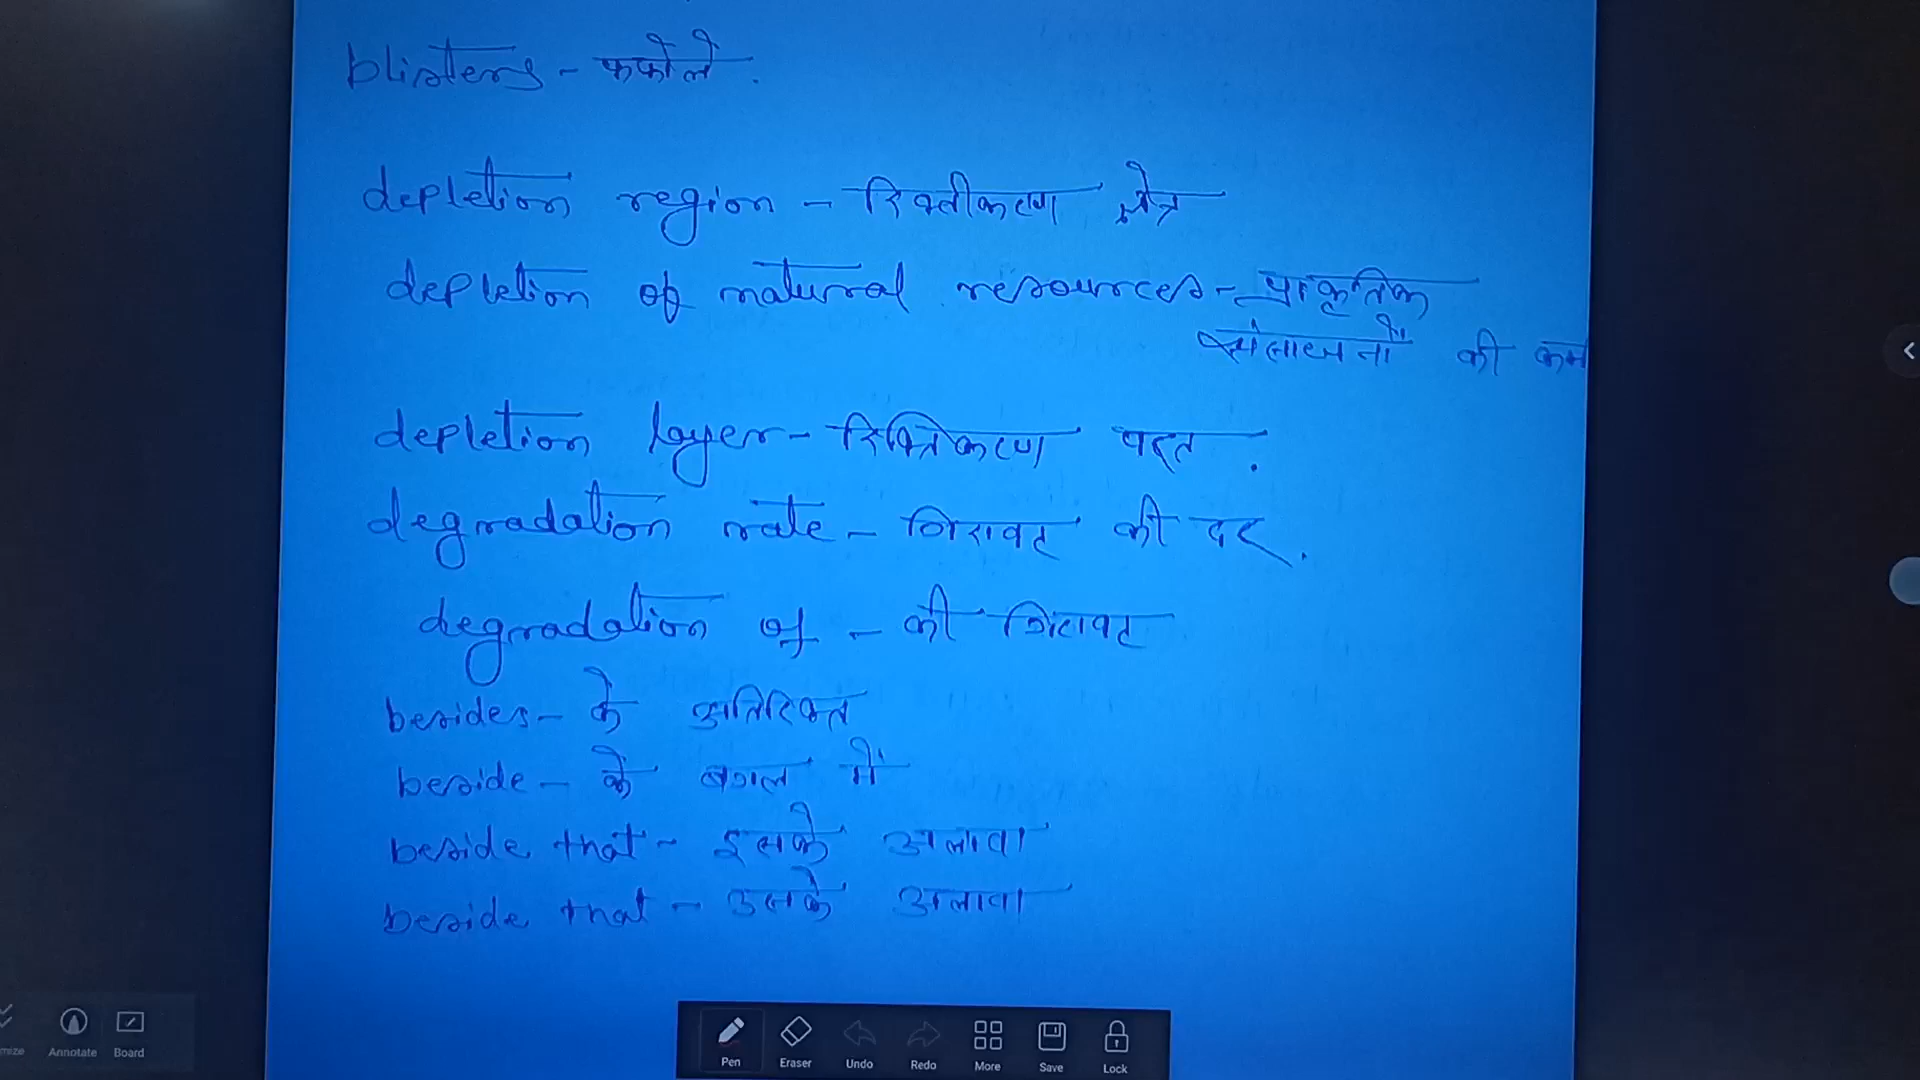 blisters - फफोले.
depletion region - रिक्तीकरण क्षेत्र
depletion of natural resources - प्राकृतिक
संसाधनों की कम
depletion layer - रिक्तिकरण परत.
degradation rate - गिरावट की दर.
degradation of - की गिरावट
besides - के अतिरिक्त
beside - के बगल में
beside that - इसके अलावा
beside that - उसके अलावा
mize Annotate Board
Pen Eraser Undo Redo More Save Lock